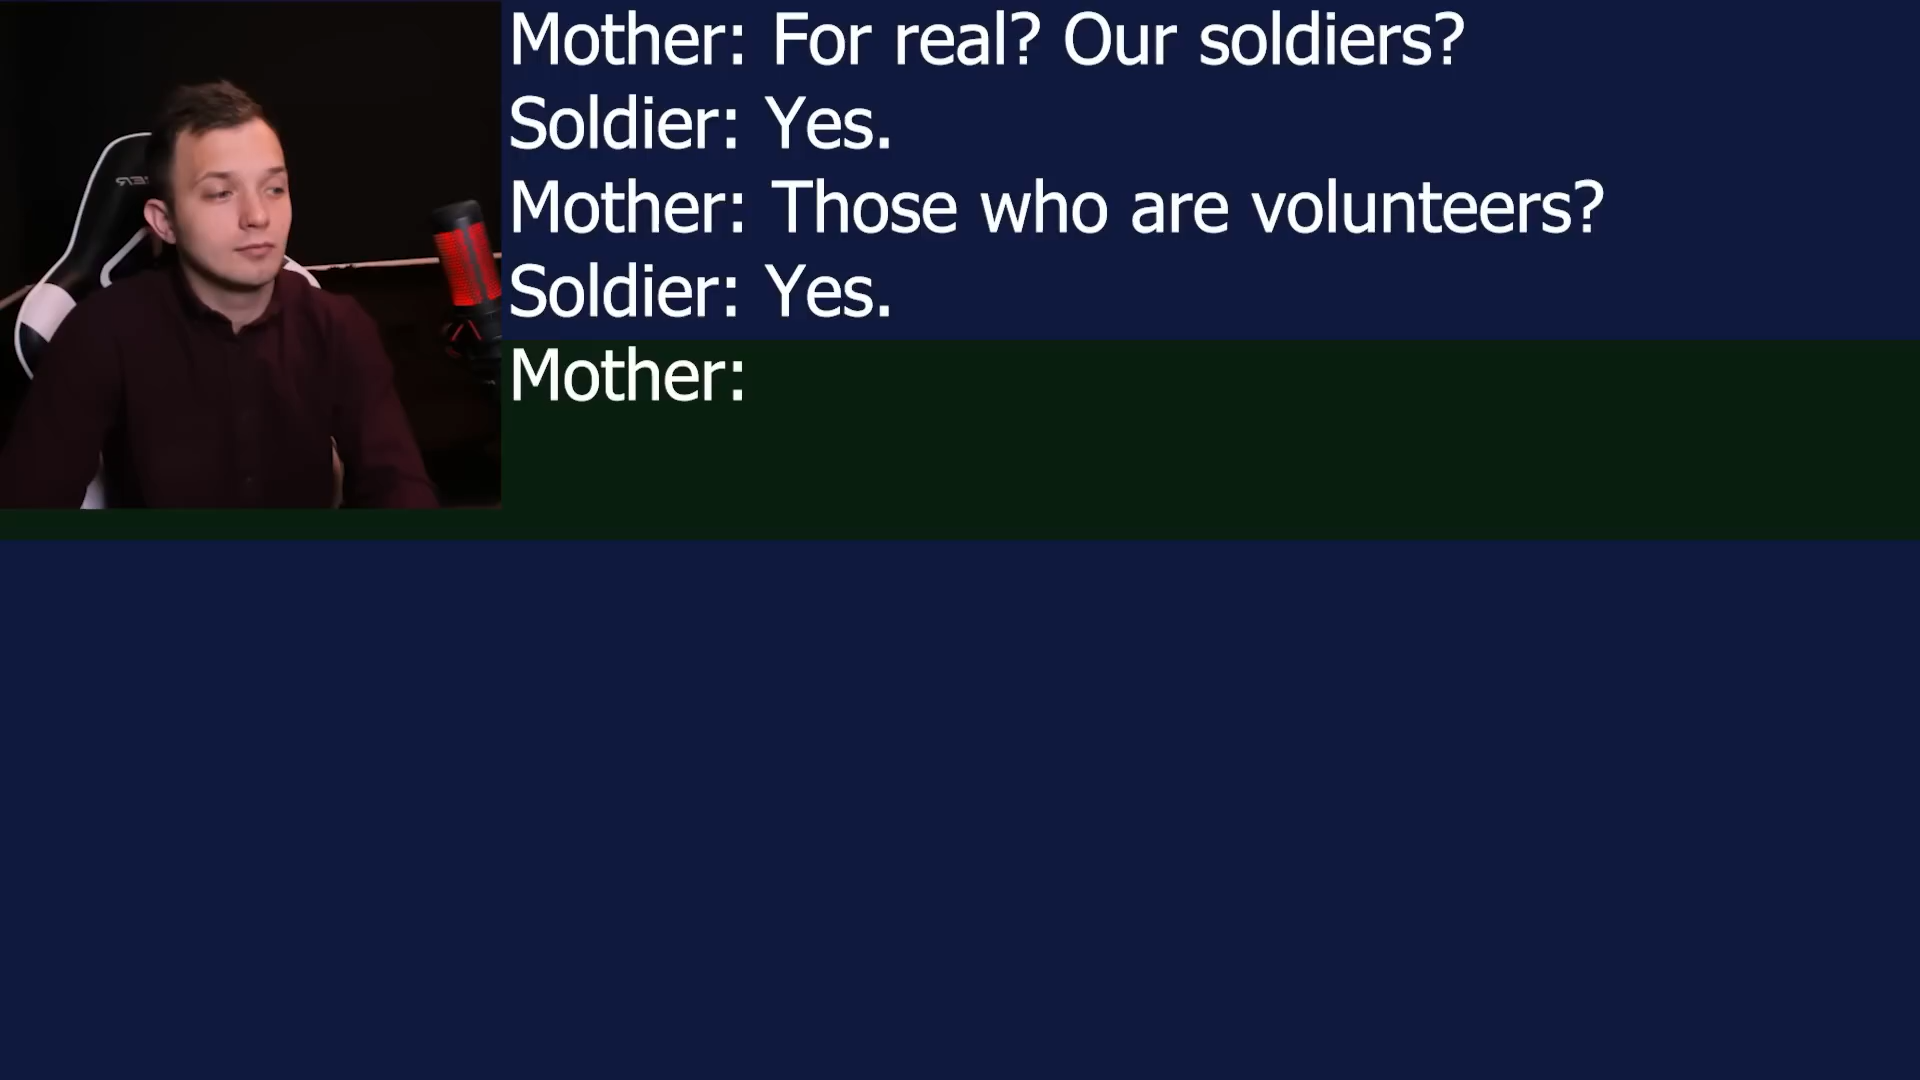 Mother: For real? Our soldiers?
Soldier: Yes.
Mother: Those who are volunteers?
Soldier: Yes.
Mother: